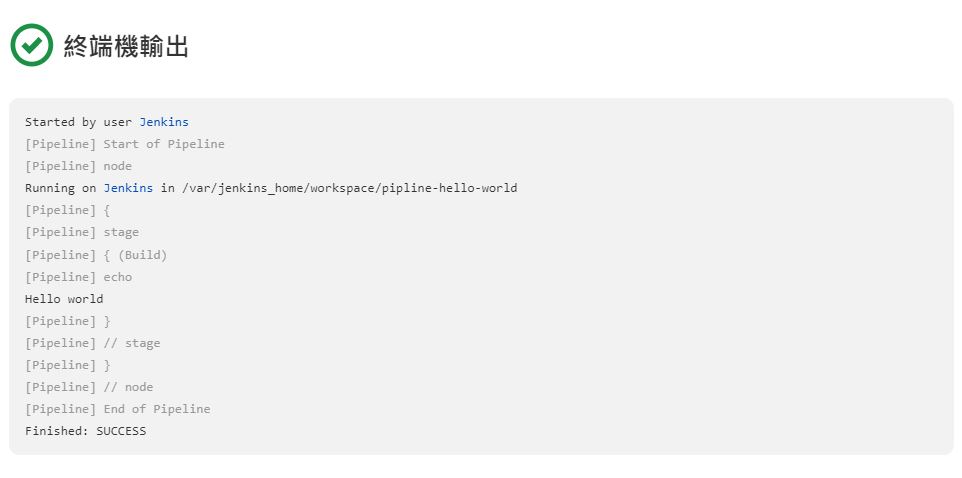 終端機輸出
Started by user Jenkins
[Pipeline] Start of Pipeline
[Pipeline] node
Running on Jenkins in /var/jenkins_home/workspace/pipline-hello-world
[Pipeline] {
[Pipeline] stage
[Pipeline] { (Build)
[Pipeline] echo
Hello world
[Pipeline] }
[Pipeline] // stage
[Pipeline] }
[Pipeline] // node
[Pipeline] End of Pipeline
Finished: SUCCESS